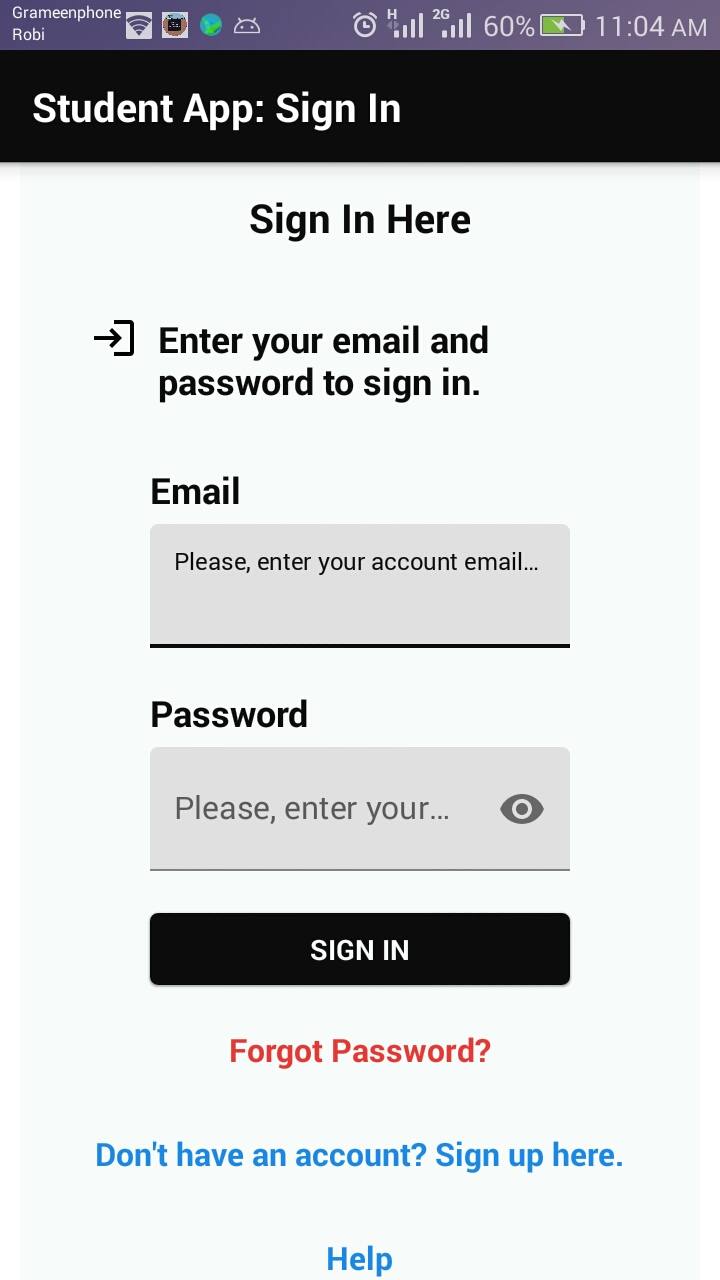 Grameenphone
Robi
H
2G
60%
11:04 AM
Student App: Sign In
Sign In Here
Enter your email and
password to sign in.
Email
Please, enter your account email...
Password
Please, enter your...
SIGN IN
Forgot Password?
Don't have an account? Sign up here.
Help